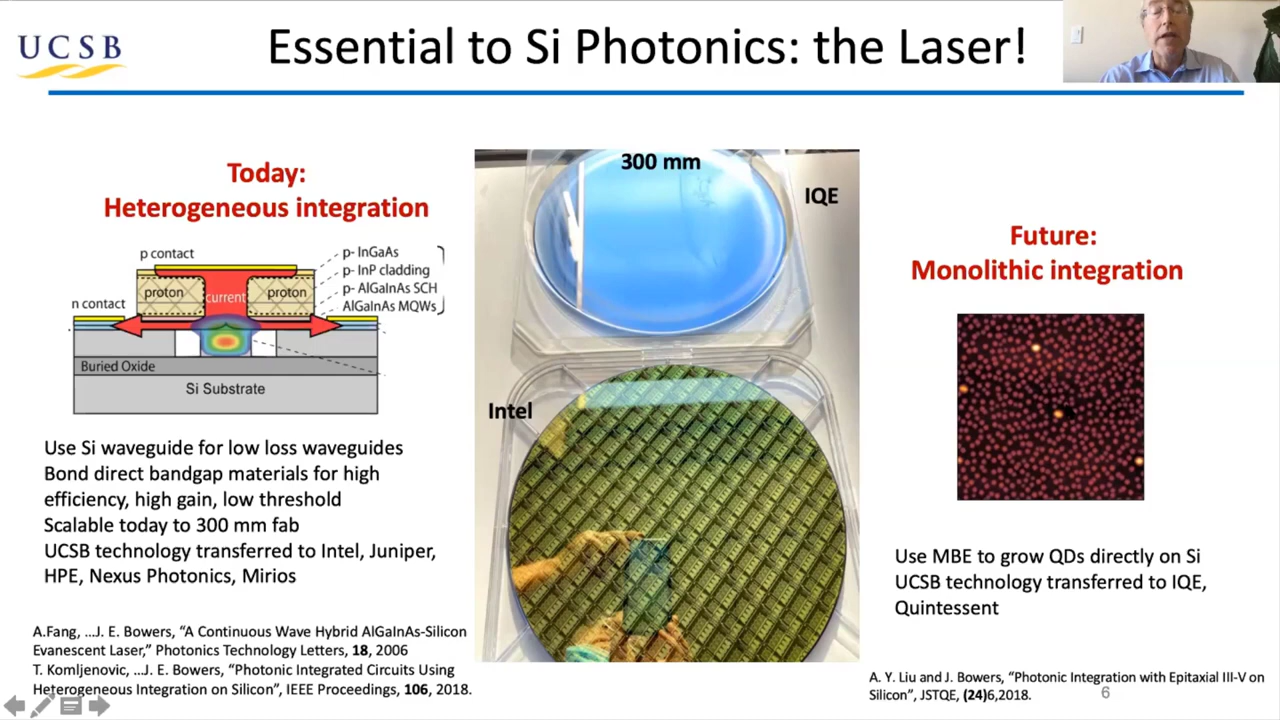 UCSB
Essential to Si Photonics: the Laser!
Today:
Heterogeneous integration
p contact
n contact
proton
current
proton
p- InGaAs
p- InP cladding
p- AlGaInAs SCH
AlGaInAs MQWs
Buried Oxide
Si Substrate
Use Si waveguide for low loss waveguides
Bond direct bandgap materials for high
efficiency, high gain, low threshold
Scalable today to 300 mm fab
UCSB technology transferred to Intel, Juniper,
HPE, Nexus Photonics, Mirios
A.Fang, ...J. E. Bowers, “A Continuous Wave Hybrid AlGaInAs-Silicon
Evanescent Laser,” Photonics Technology Letters, 18, 2006
T. Komljenovic, ...J. E. Bowers, “Photonic Integrated Circuits Using
Heterogeneous Integration on Silicon”, IEEE Proceedings, 106, 2018.
300 mm
IQE
Intel
Future:
Monolithic integration
Use MBE to grow QDs directly on Si
UCSB technology transferred to IQE,
Quintessent
A. Y. Liu and J. Bowers, “Photonic Integration with Epitaxial III-V on
Silicon”, JSTQE, (24)6,2018.
6